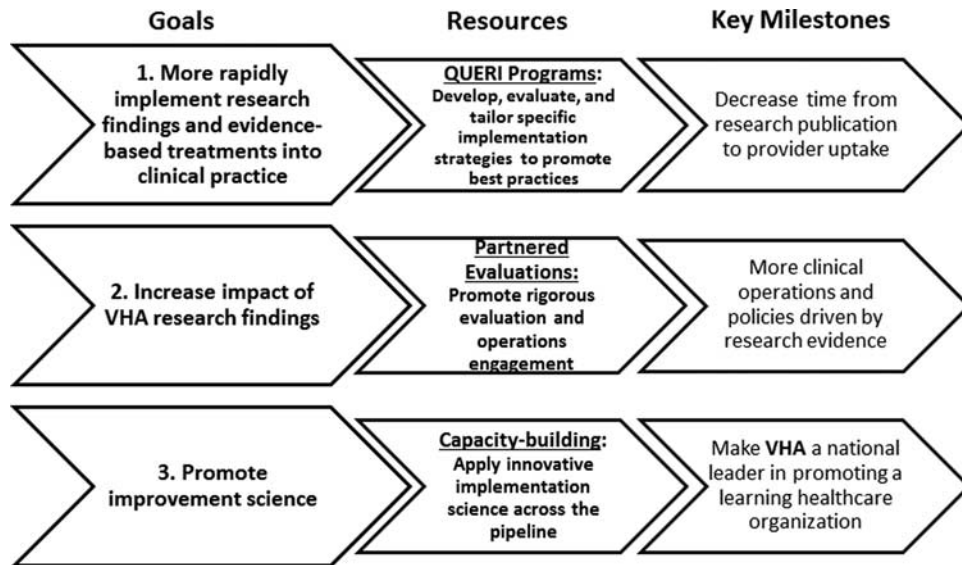 Goals
Resources
Key Milestones
1. More rapidly
implement research
findings and evidence-
based treatments into
clinical practice
QUERI Programs:
Develop, evaluate, and
tailor specific
implementation
strategies to promote
best practices
Decrease time from
research publication
to provider uptake
2. Increase impact of
VHA research findings
Partnered
Evaluations:
Promote rigorous
evaluation and
operations
engagement
More clinical
operations and
policies driven by
research evidence
3. Promote
improvement science
Capacity-building:
Apply innovative
implementation
science across the
pipeline
Make VHA a national
leader in promoting a
learning healthcare
organization